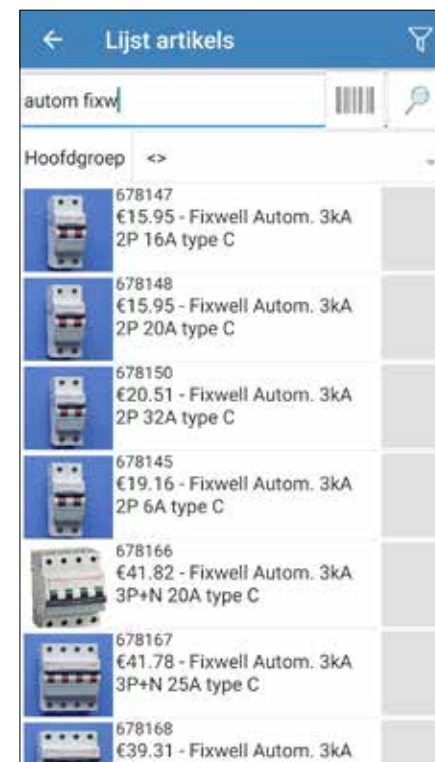 Lijst artikels
autom fixw
Hoofdgroep <>
678147
€15.95 - Fixwell Autom. 3kA
2P 16A type C
678148
€15.95 - Fixwell Autom. 3kA
2P 20A type C
678150
€20.51 - Fixwell Autom. 3kA
2P 32A type C
678145
€19.16 - Fixwell Autom. 3kA
2P 6A type C
678166
€41.82 - Fixwell Autom. 3kA
3P+N 20A type C
678167
€41.78 - Fixwell Autom. 3kA
3P+N 25A type C
678168
€39.31 - Fixwell Autom. 3kA